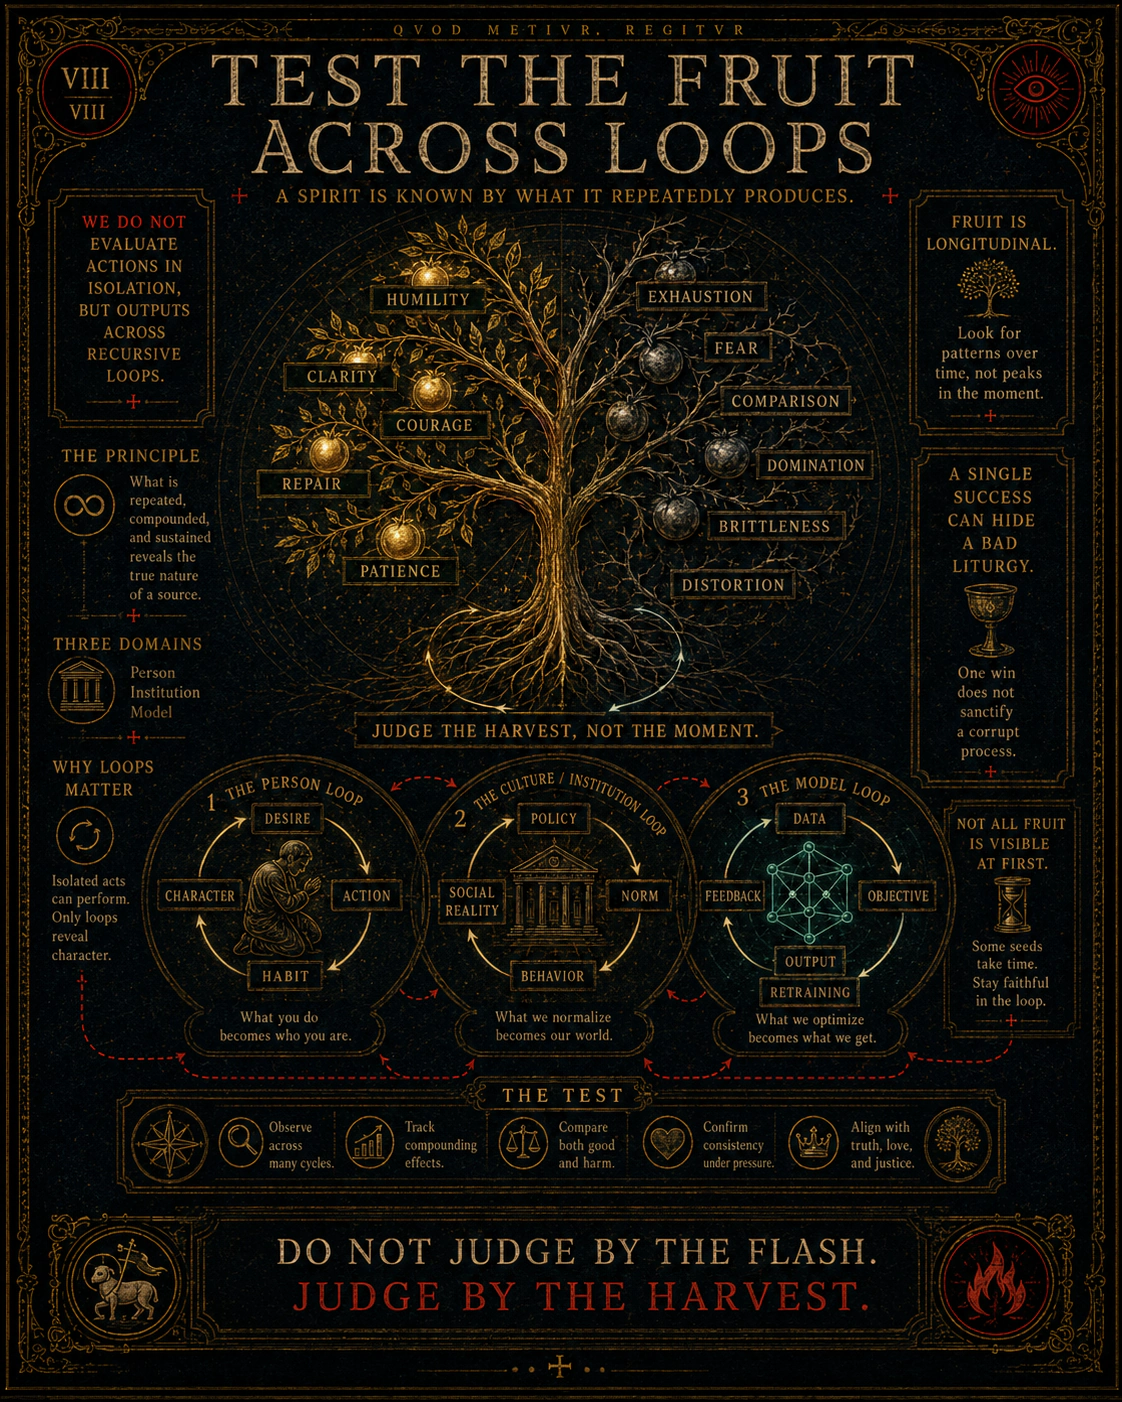 QVOD METIVR, REGITVR
VIII
VIII
TEST THE FRUIT
ACROSS LOOPS
A SPIRIT IS KNOWN BY WHAT IT REPEATEDLY PRODUCES.
WE DO NOT
EVALUATE
ACTIONS IN
ISOLATION,
BUT OUTPUTS
ACROSS
RECURSIVE
LOOPS.
THE PRINCIPLE
What is
repeated,
compounded,
and sustained
reveals the
true nature
of a source.
THREE DOMAINS
Person
Institution
Model
WHY LOOPS
MATTER
Isolated acts
can perform.
Only loops
reveal
character.
HUMILITY
CLARITY
COURAGE
REPAIR
PATIENCE
EXHAUSTION
FEAR
COMPARISON
DOMINATION
BRITTLENESS
DISTORTION
JUDGE THE HARVEST, NOT THE MOMENT.
FRUIT IS
LONGITUDINAL.
Look for
patterns over
time, not peaks
in the moment.
A SINGLE
SUCCESS
CAN HIDE
A BAD
LITURGY.
One win
does not
sanctify
a corrupt
process.
NOT ALL FRUIT
IS VISIBLE
AT FIRST.
Some seeds
take time.
Stay faithful
in the loop.
1 THE PERSON LOOP
DESIRE
CHARACTER
ACTION
HABIT
What you do
becomes who you are.
2 THE CULTURE / INSTITUTION LOOP
POLICY
SOCIAL
REALITY
NORM
BEHAVIOR
What we normalize
becomes our world.
3 THE MODEL LOOP
DATA
FEEDBACK
OBJECTIVE
OUTPUT
RETRAINING
What we optimize
becomes what we get.
THE TEST
Observe
across
many cycles.
Track
compounding
effects.
Compare
both good
and harm.
Confirm
consistency
under pressure.
Align with
truth, love,
and justice.
DO NOT JUDGE BY THE FLASH.
JUDGE BY THE HARVEST.